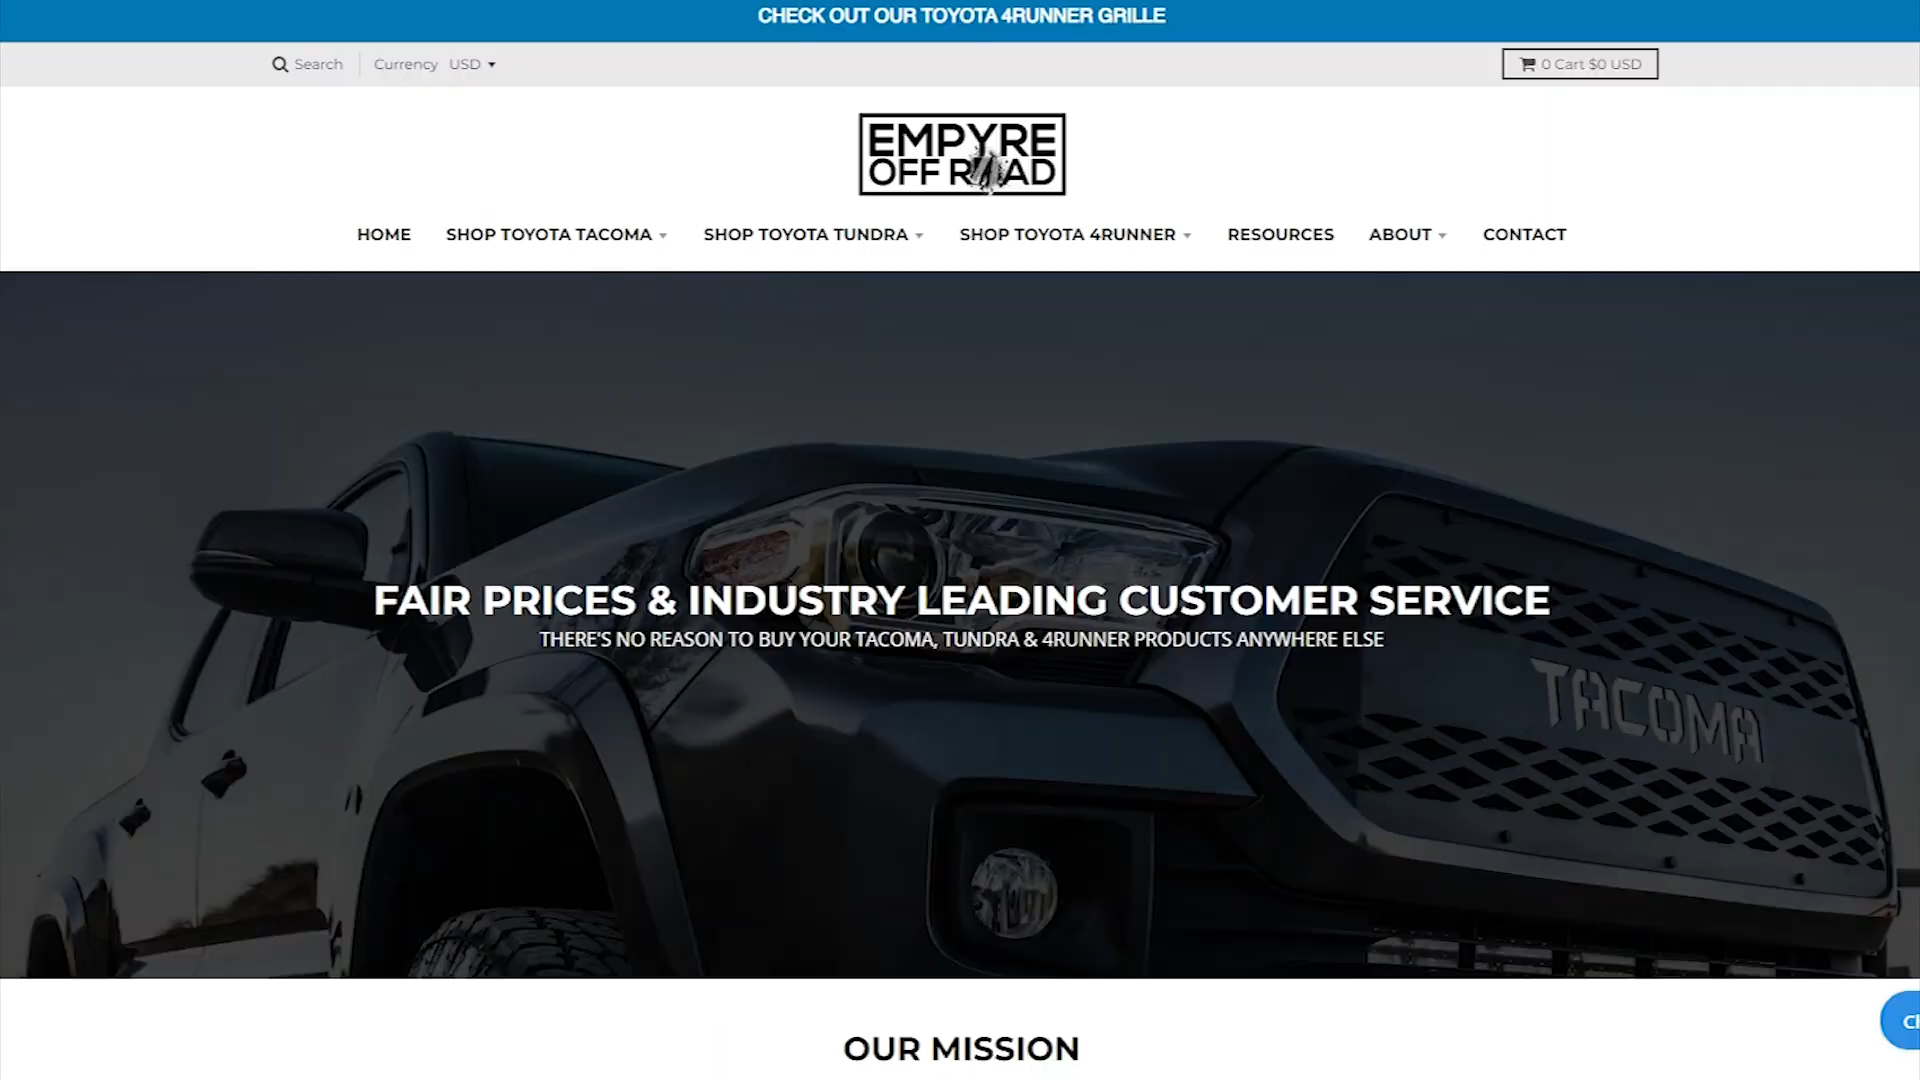 CHECK OUT OUR TOYOTA 4RUNNER GRILLE
Search
Currency USD
0 Cart $0 USD
EMPYRE
OFF ROAD
HOME
SHOP TOYOTA TACOMA
SHOP TOYOTA TUNDRA
SHOP TOYOTA 4RUNNER
RESOURCES
ABOUT
CONTACT
FAIR PRICES & INDUSTRY LEADING CUSTOMER SERVICE
THERE'S NO REASON TO BUY YOUR TACOMA, TUNDRA & 4RUNNER PRODUCTS ANYWHERE ELSE
TACOMA
OUR MISSION